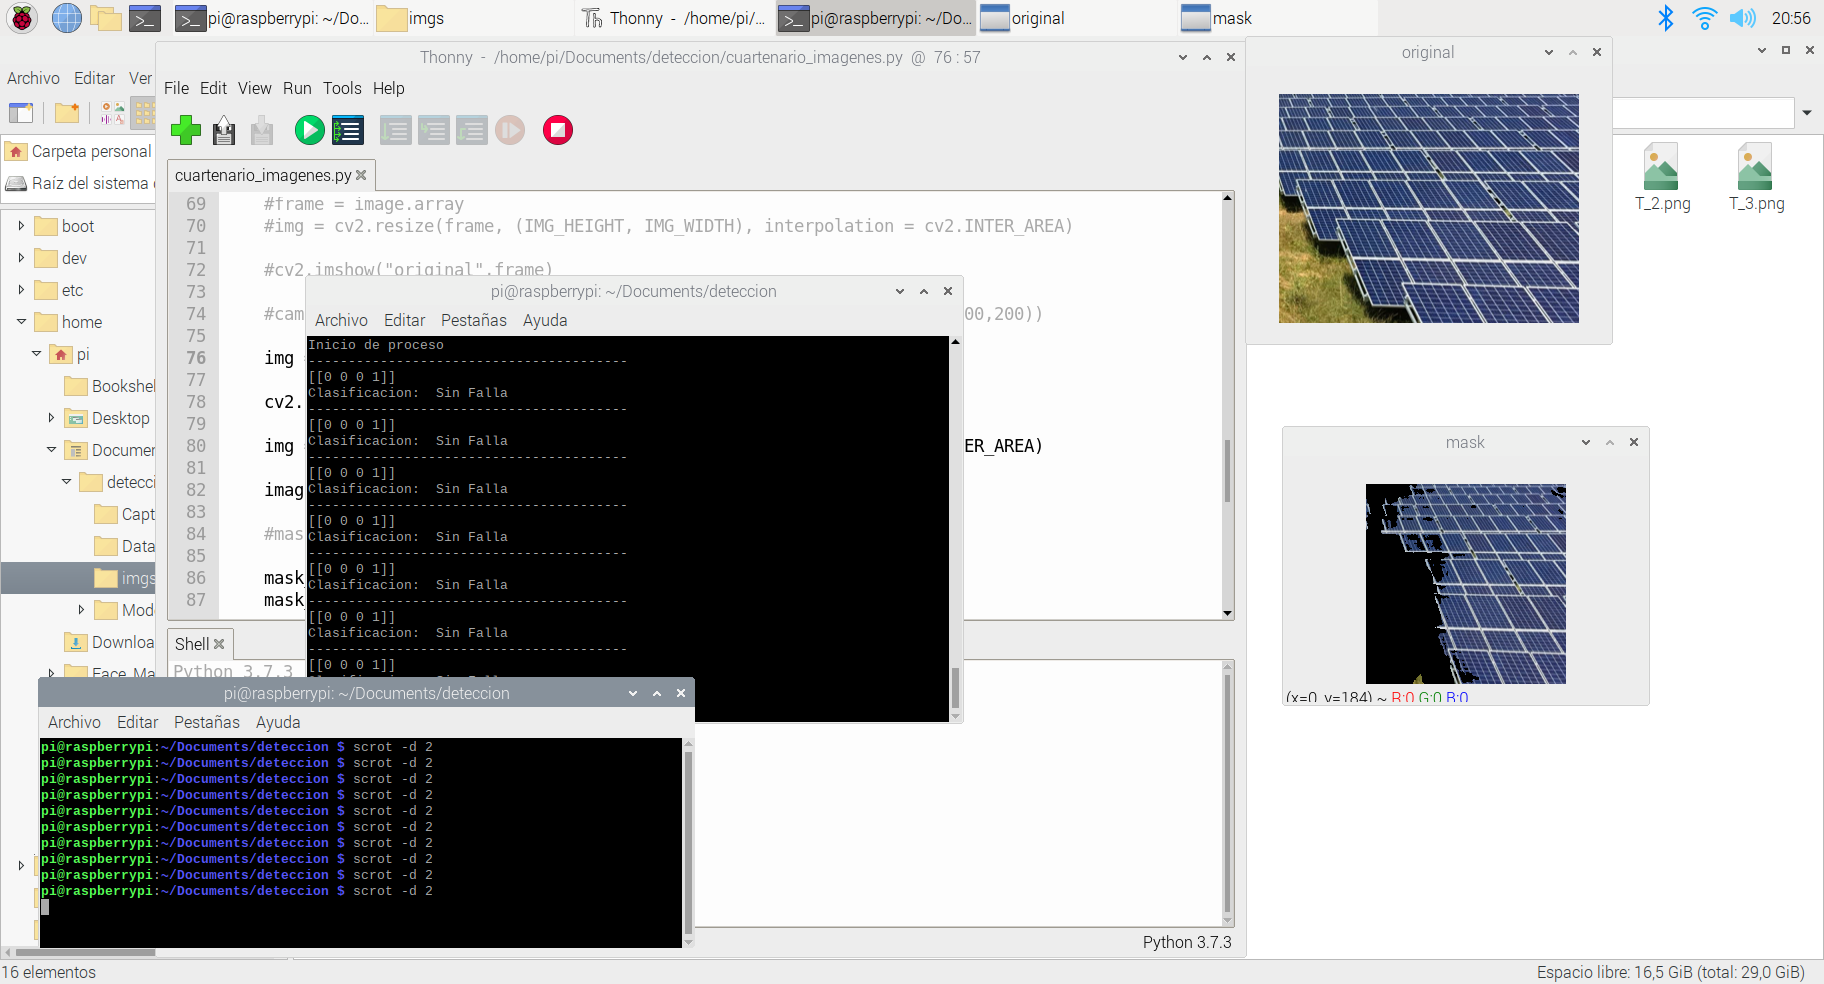 pi@raspberrypi: ~/Do...
imgs
Thonny - /home/pi/...
pi@raspberrypi: ~/Do...
original
mask
20:56
Archivo Editar Ver
Carpeta personal
Raíz del sistema
boot
dev
etc
home
pi
Bookshel
Desktop
Documen
detecci
Capt
Data
imgs
Mode
Downloa
Face_Ma
16 elementos
Espacio libre: 16,5 GiB (total: 29,0 GiB)
T_2.png
T_3.png
Thonny - /home/pi/Documents/deteccion/cuartenario_imagenes.py @ 76 : 57
File Edit View Run Tools Help
cuartenario_imagenes.py
69 #frame = image.array
70 #img = cv2.resize(frame, (IMG_HEIGHT, IMG_WIDTH), interpolation = cv2.INTER_AREA)
71
72 #cv2.imshow("original",frame)
73
74 #cam 00,200))
75
76 img
77
78 cv2.
79
80 img ER_AREA)
81
82 imag
83
84 #mas
85
86 mask
87 mask
Shell
Python 3.7.3
Python 3.7.3
pi@raspberrypi: ~/Documents/deteccion
Archivo Editar Pestañas Ayuda
Inicio de proceso
----------------------------------------
[[0 0 0 1]]
Clasificacion:  Sin Falla
----------------------------------------
[[0 0 0 1]]
Clasificacion:  Sin Falla
----------------------------------------
[[0 0 0 1]]
Clasificacion:  Sin Falla
----------------------------------------
[[0 0 0 1]]
Clasificacion:  Sin Falla
----------------------------------------
[[0 0 0 1]]
Clasificacion:  Sin Falla
----------------------------------------
[[0 0 0 1]]
Clasificacion:  Sin Falla
----------------------------------------
[[0 0 0 1]]
pi@raspberrypi: ~/Documents/deteccion
Archivo Editar Pestañas Ayuda
pi@raspberrypi:~/Documents/deteccion $ scrot -d 2
pi@raspberrypi:~/Documents/deteccion $ scrot -d 2
pi@raspberrypi:~/Documents/deteccion $ scrot -d 2
pi@raspberrypi:~/Documents/deteccion $ scrot -d 2
pi@raspberrypi:~/Documents/deteccion $ scrot -d 2
pi@raspberrypi:~/Documents/deteccion $ scrot -d 2
pi@raspberrypi:~/Documents/deteccion $ scrot -d 2
pi@raspberrypi:~/Documents/deteccion $ scrot -d 2
pi@raspberrypi:~/Documents/deteccion $ scrot -d 2
pi@raspberrypi:~/Documents/deteccion $ scrot -d 2
original
mask
(x=0, y=184) ~ R:0 G:0 B:0